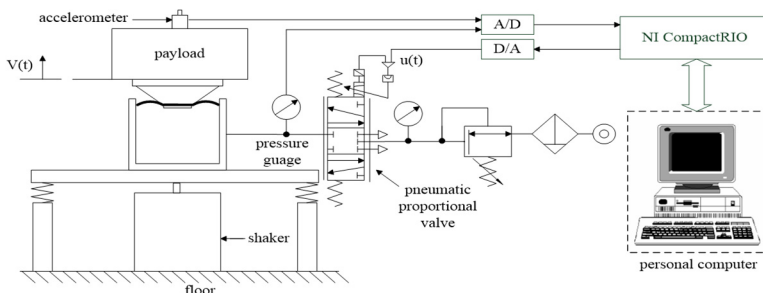 accelerometer
A/D
NI CompactRIO
payload
V(t)
D/A
u(t)
pressure
guage
pneumatic
proportional
valve
shaker
personal computer
floor